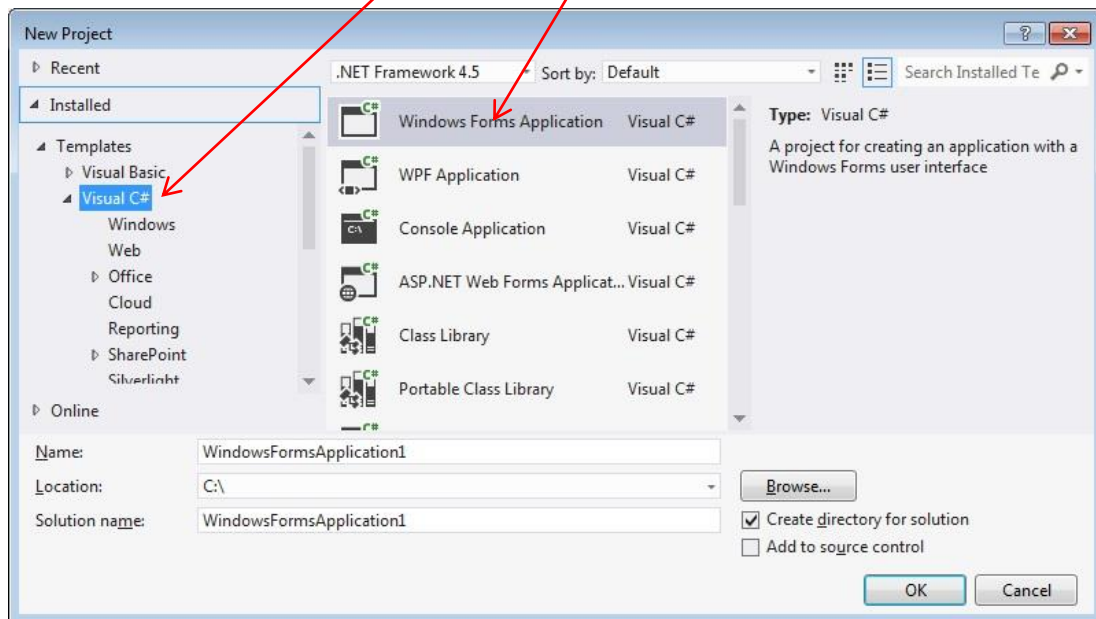 New Project
Recent
.NET Framework 4.5 Sort by: Default Search Installed Te
Installed
Templates
Visual Basic
Visual C#
Windows
Web
Office
Cloud
Reporting
SharePoint
Silverlight
Online
C# Windows Forms Application Visual C#
C# WPF Application Visual C#
C# C:\ Console Application Visual C#
C# ASP.NET Web Forms Applicat... Visual C#
C# Class Library Visual C#
C# Portable Class Library Visual C#
C#
Type: Visual C#
A project for creating an application with a
Windows Forms user interface
Name: WindowsFormsApplication1
Location: C:\ Browse...
Solution name: WindowsFormsApplication1
Create directory for solution
Add to source control
OK Cancel